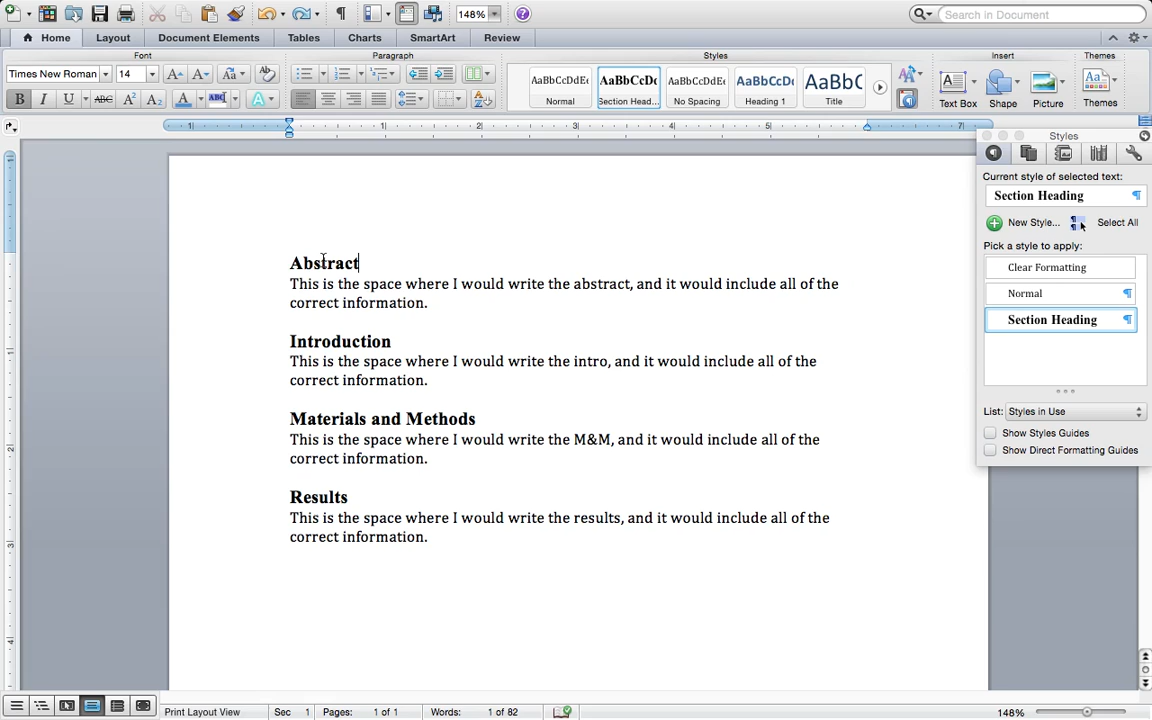 148%
Search in Document
Home
Layout
Document Elements
Tables
Charts
SmartArt
Review
Font
Paragraph
Styles
Insert
Themes
Times New Roman
14
AaBbCcDdEe
Normal
AaBbCcDc
Section Head...
AaBbCcDdEe
No Spacing
AaBbCcDc
Heading 1
AaBbC
Title
Text Box
Shape
Picture
Themes
B I U ABC A² A₂ A ABC A
Abstract
This is the space where I would write the abstract, and it would include all of the
correct information.
Introduction
This is the space where I would write the intro, and it would include all of the
correct information.
Materials and Methods
This is the space where I would write the M&M, and it would include all of the
correct information.
Results
This is the space where I would write the results, and it would include all of the
correct information.
Styles
Current style of selected text:
Section Heading
New Style...
Select All
Pick a style to apply:
Clear Formatting
Normal
Section Heading
List: Styles in Use
Show Styles Guides
Show Direct Formatting Guides
Print Layout View
Sec 1
Pages: 1 of 1
Words: 1 of 82
148%